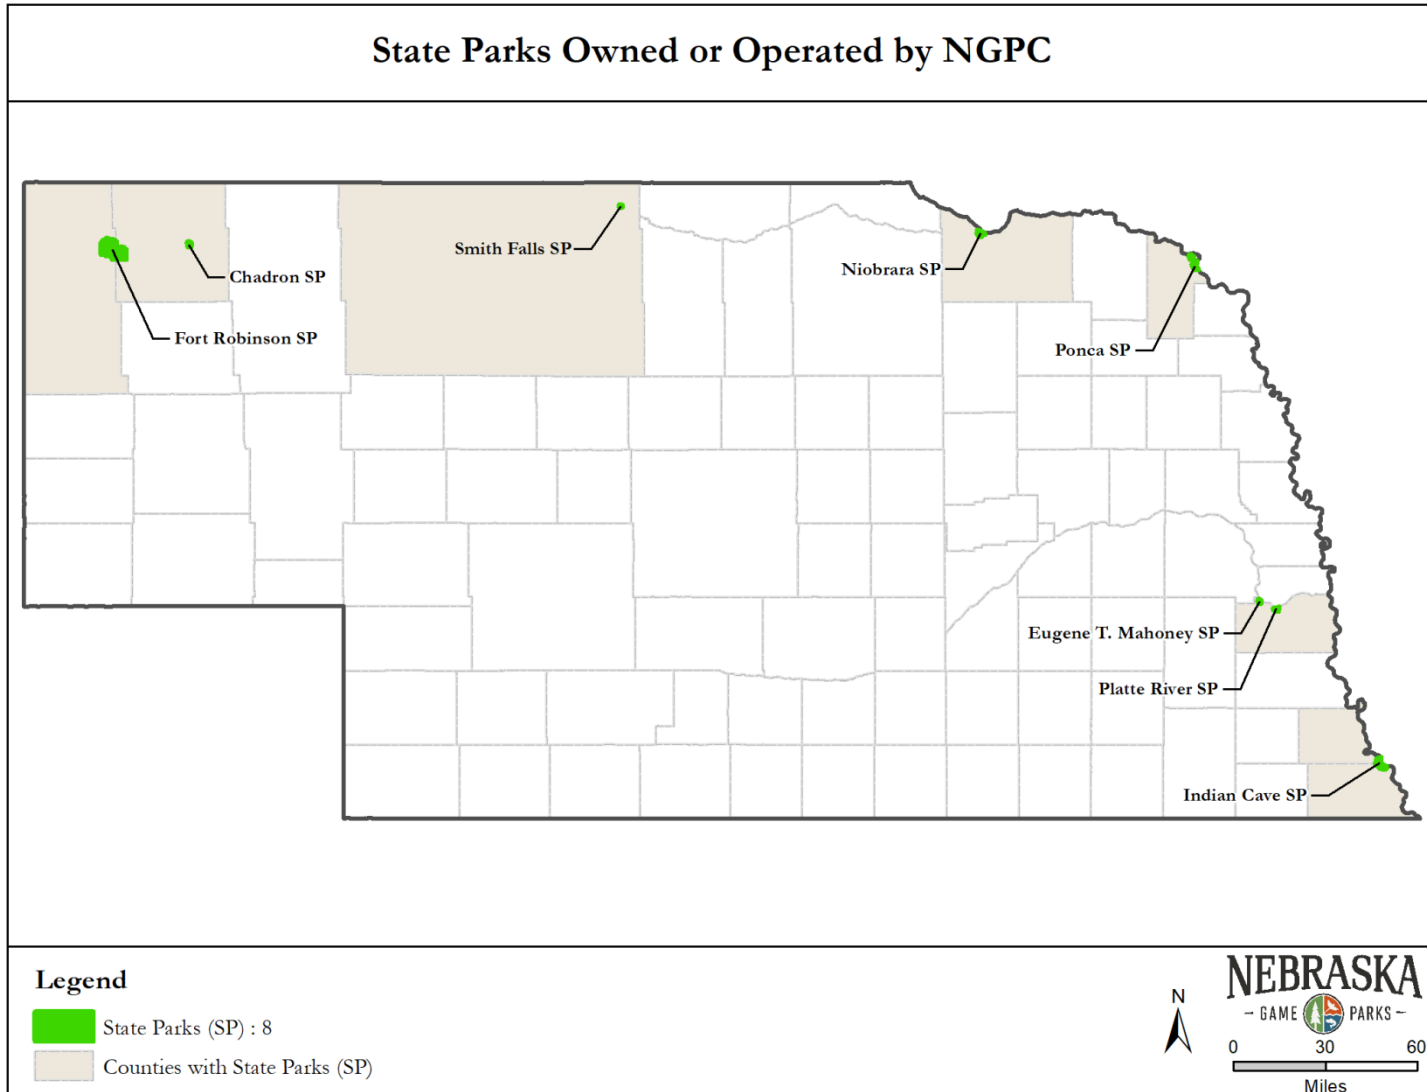 State Parks Owned or Operated by NGPC
Smith Falls SP
Niobrara SP
Chadron SP
Fort Robinson SP
Ponca SP
Eugene T. Mahoney SP
Platte River SP
Indian Cave SP
Legend
State Parks (SP) : 8
Counties with State Parks (SP)
N
NEBRASKA
– GAME PARKS –
0 30 60
Miles